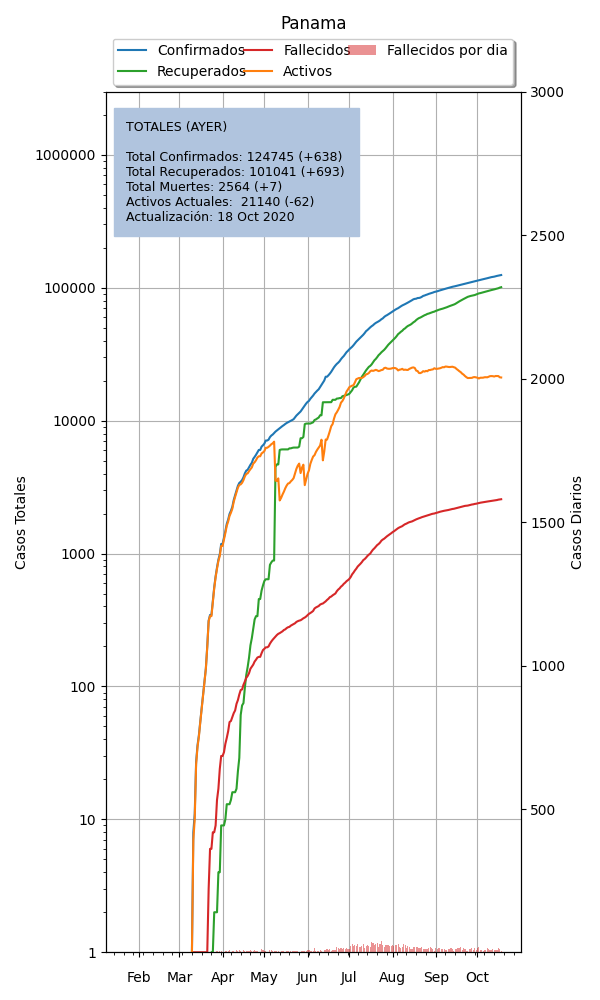 Panama
Confirmados
Recuperados
Fallecidos
Activos
Fallecidos por dia
TOTALES (AYER)
Total Confirmados: 124745 (+638)
Total Recuperados: 101041 (+693)
Total Muertes: 2564 (+7)
Activos Actuales:  21140 (-62)
Actualización: 18 Oct 2020
Casos Totales
1000000
100000
10000
1000
100
10
1
Casos Diarios
3000
2500
2000
1500
1000
500
Feb Mar Apr May Jun Jul Aug Sep Oct